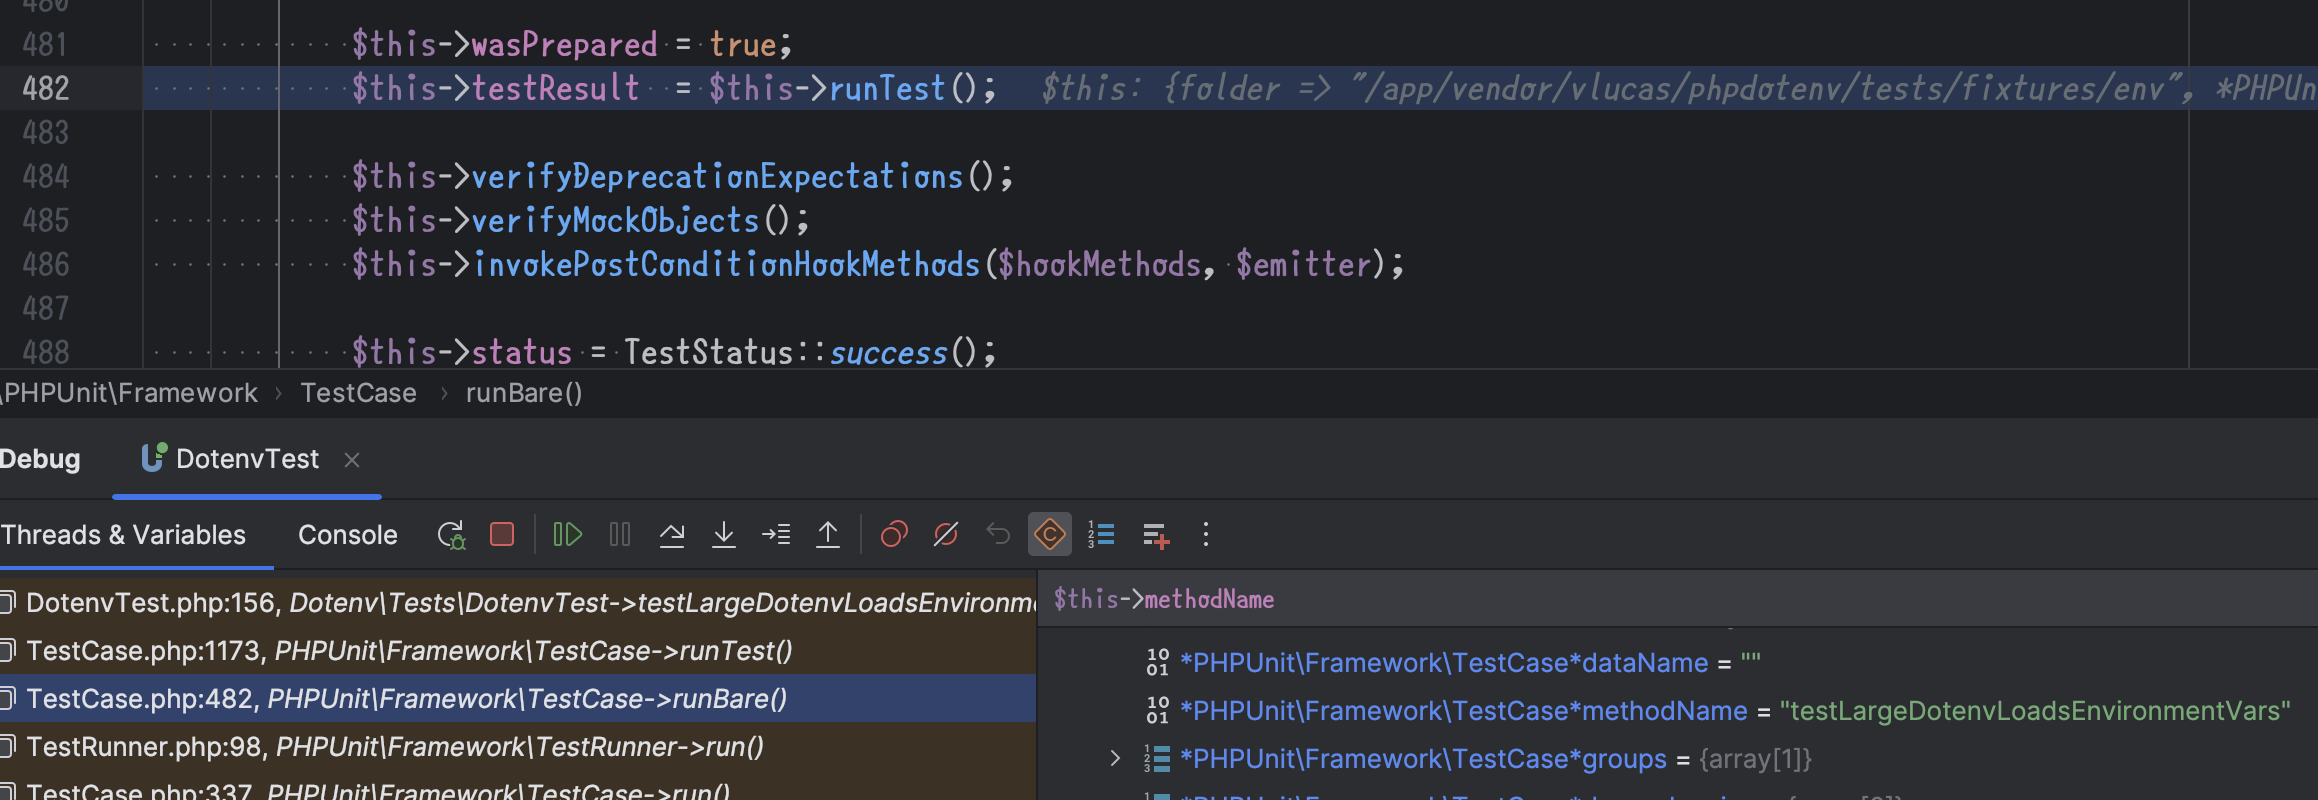 480
481 $this->wasPrepared = true;
482 $this->testResult = $this->runTest(); $this: {folder => "/app/vendor/vlucas/phpdotenv/tests/fixtures/env", *PHPUn
483
484 $this->verifyDeprecationExpectations();
485 $this->verifyMockObjects();
486 $this->invokePostConditionHookMethods($hookMethods, $emitter);
487
488 $this->status = TestStatus::success();
\PHPUnit\Framework › TestCase › runBare()
Debug DotenvTest ×
Threads & Variables Console
DotenvTest.php:156, Dotenv\Tests\DotenvTest->testLargeDotenvLoadsEnvironme
TestCase.php:1173, PHPUnit\Framework\TestCase->runTest()
TestCase.php:482, PHPUnit\Framework\TestCase->runBare()
TestRunner.php:98, PHPUnit\Framework\TestRunner->run()
TestCase.php:337, PHPUnit\Framework\TestCase->run()
$this->methodName
*PHPUnit\Framework\TestCase*dataName = ""
*PHPUnit\Framework\TestCase*methodName = "testLargeDotenvLoadsEnvironmentVars"
*PHPUnit\Framework\TestCase*groups = {array[1]}